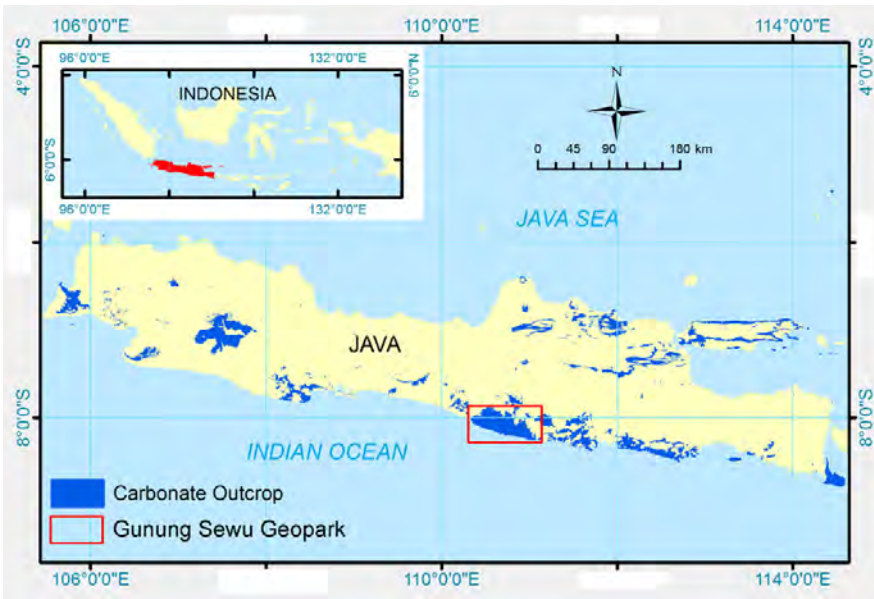 106°0'0"E 110°0'0"E 114°0'0"E
4°0'0"S 4°0'0"S
96°0'0"E 132°0'0"E
6°0'0"N
INDONESIA
6°0'0"S
96°0'0"E 132°0'0"E
N
0 45 90 180 km
JAVA SEA
JAVA
8°0'0"S 8°0'0"S
INDIAN OCEAN
Carbonate Outcrop
Gunung Sewu Geopark
106°0'0"E 110°0'0"E 114°0'0"E